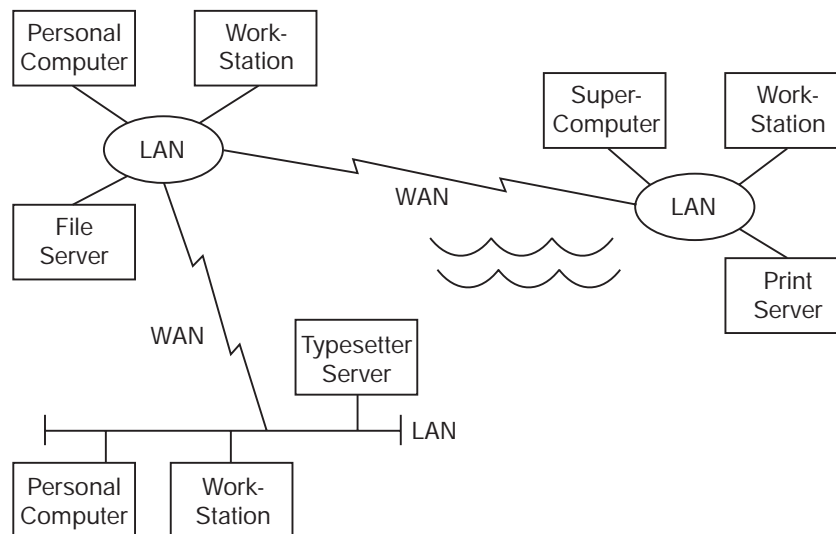 Personal
Computer
Work-
Station
LAN
File
Server
WAN
Super-
Computer
Work-
Station
LAN
Print
Server
WAN
Typesetter
Server
LAN
Personal
Computer
Work-
Station